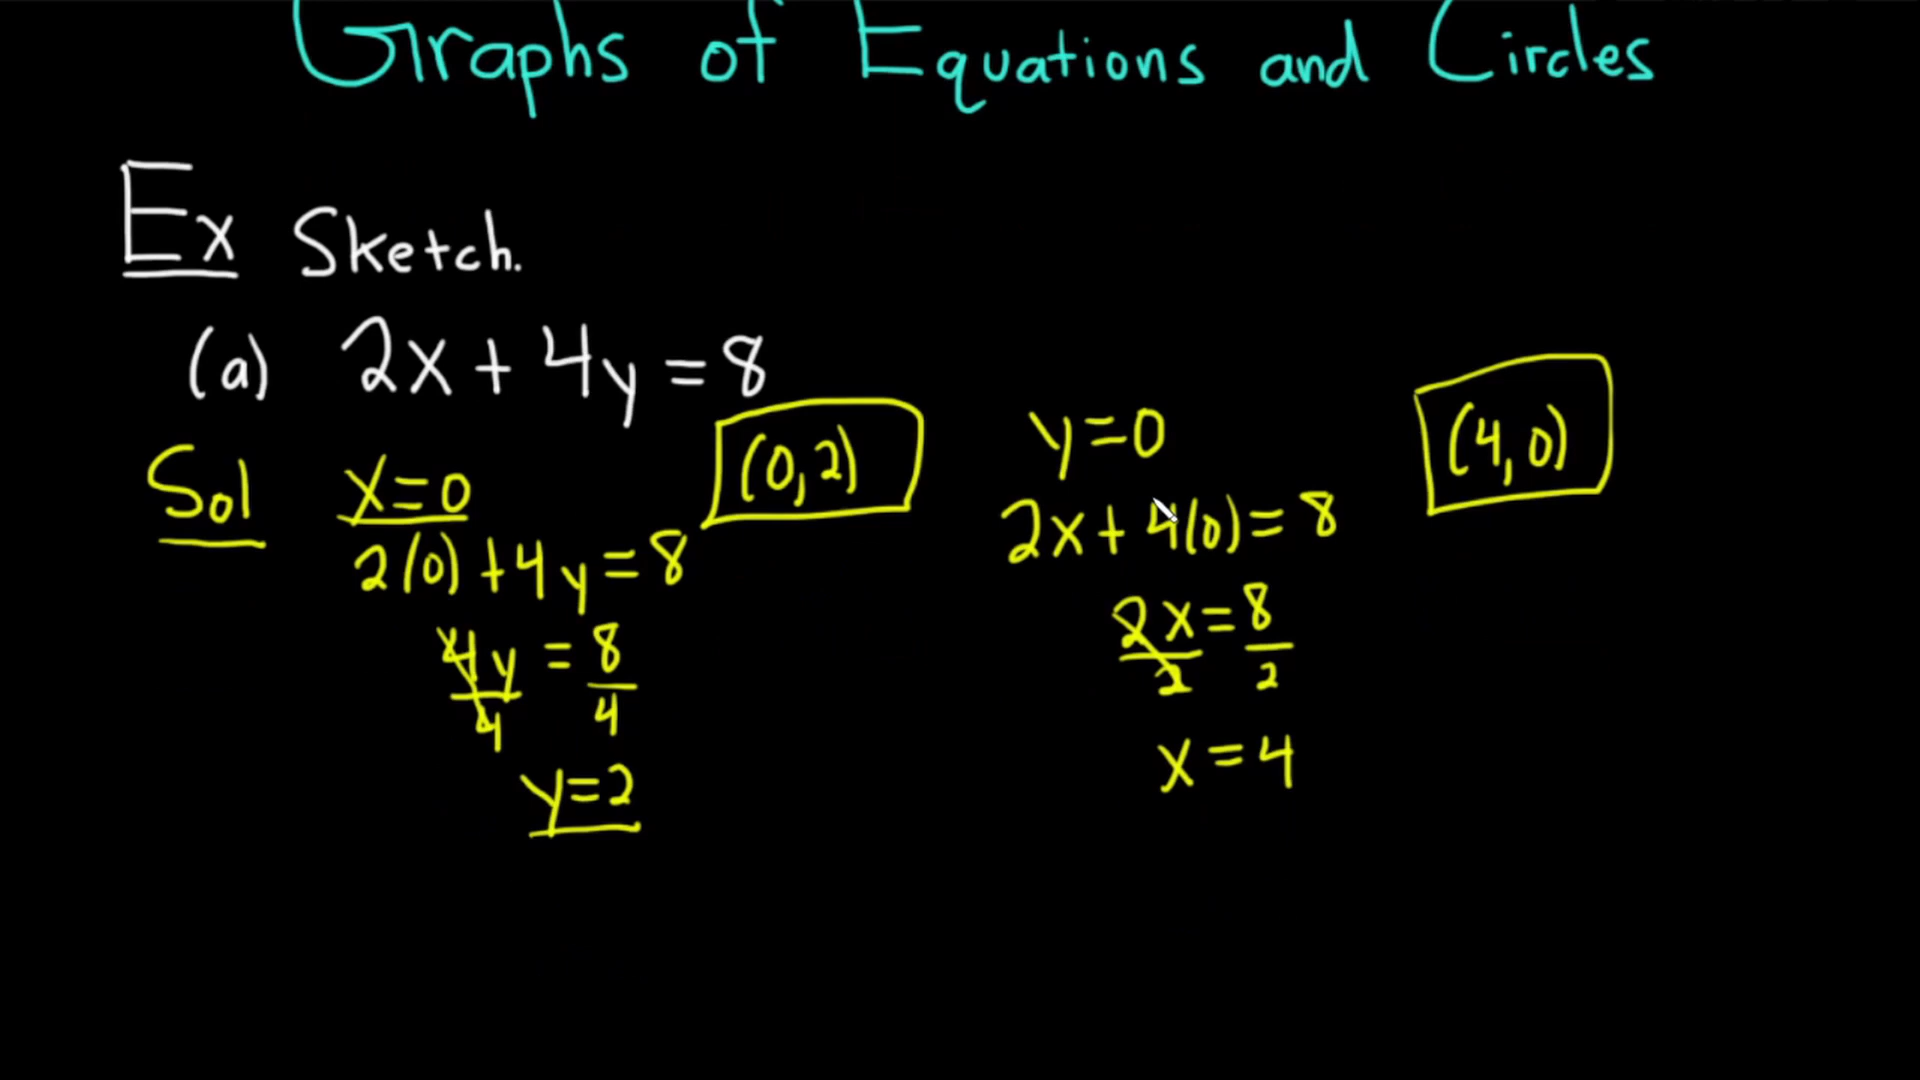 Graphs of Equations and Circles
Ex Sketch.
(a) 2x + 4y = 8
Sol x = 0
(0, 2)
2(0) + 4y = 8
4y/4 = 8/4
y = 2
y = 0
(4, 0)
2x + 4(0) = 8
2x/2 = 8/2
x = 4